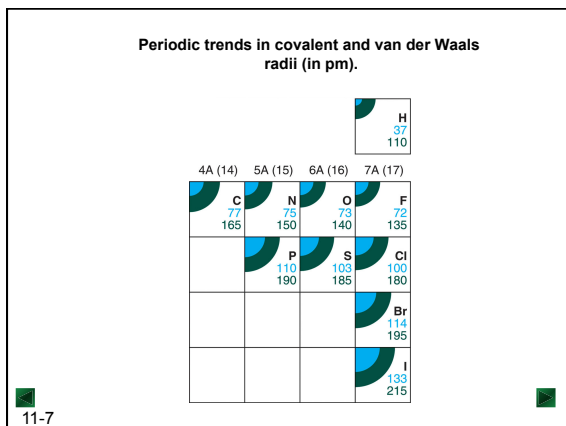 Periodic trends in covalent and van der Waals
radii (in pm).
H
37
110
4A (14) 5A (15) 6A (16) 7A (17)
C N O F
77 75 73 72
165 150 140 135
P S Cl
110 103 100
190 185 180
Br
114
195
I
133
215
11-7